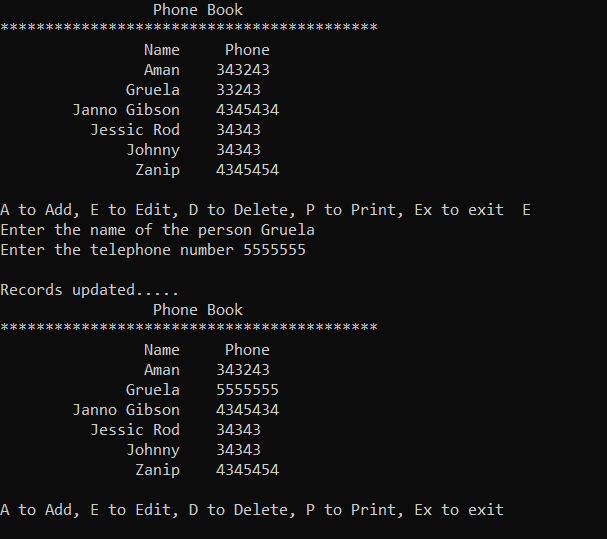 Phone Book
******************************************
Name Phone
Aman 343243
Gruela 33243
Janno Gibson 4345434
Jessic Rod 34343
Johnny 34343
Zanip 4345454
A to Add, E to Edit, D to Delete, P to Print, Ex to exit  E
Enter the name of the person Gruela
Enter the telephone number 5555555
Records updated.....
Phone Book
******************************************
Name Phone
Aman 343243
Gruela 5555555
Janno Gibson 4345434
Jessic Rod 34343
Johnny 34343
Zanip 4345454
A to Add, E to Edit, D to Delete, P to Print, Ex to exit